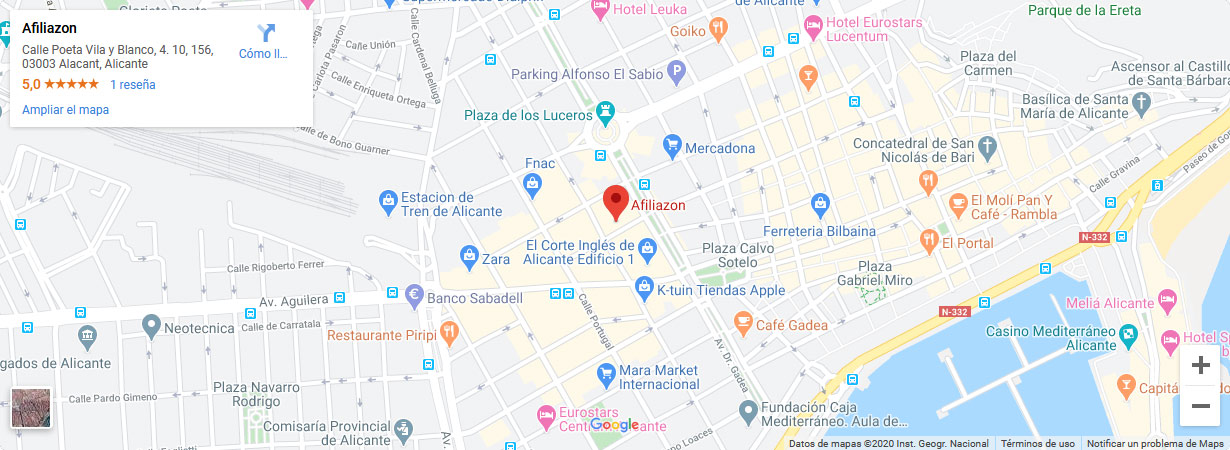 Afiliazon
Calle Poeta Vila y Blanco, 4. 10, 156,
03003 Alacant, Alicante
5,0
1 reseña
Ampliar el mapa
Cómo ll...
Hotel Leuka
de Alicante
Parque de la Ereta
Goiko
Hotel Eurostars
Lucentum
Calle Unión
Calle Cardenal Belluga
Calle Enriqueta Ortega
Parking Alfonso El Sabio
Plaza del
Carmen
Ascensor al Castillo
de Santa Bárbara
Plaza de los Luceros
Basílica de Santa
María de Alicante
Calle de Bono Guarner
Mercadona
Concatedral de San
Nicolás de Bari
Paseo de
Calle Gravina
Fnac
Estacion de
Tren de Alicante
Afiliazon
El Molí Pan Y
Café - Rambla
Ferreteria Bilbaina
N-332
El Portal
El Corte Inglés de
Alicante Edificio 1
Plaza Calvo
Sotelo
Zara
Calle Rigoberto Ferrer
Plaza
Gabriel Miro
K-tuin Tiendas Apple
Banco Sabadell
Av. Aguilera
Meliá Alicante
N-332
Calle Portugal
Neotecnica
Calle de Carratala
Café Gadea
Restaurante Piripi
Casino Mediterráneo
Alcante
Av. Dr. Gadea
gados de Alicante
Mara Market
Internacional
Plaza Navarro
Rodrigo
Calle Pardo Gimeno
Eurostars
Google
Fundación Caja
Mediterráneo. Aula de...
Comisaría Provincial
de Alicante
Datos de mapas ©2020 Inst. Geogr. Nacional
Términos de uso
Notificar un problema de Maps